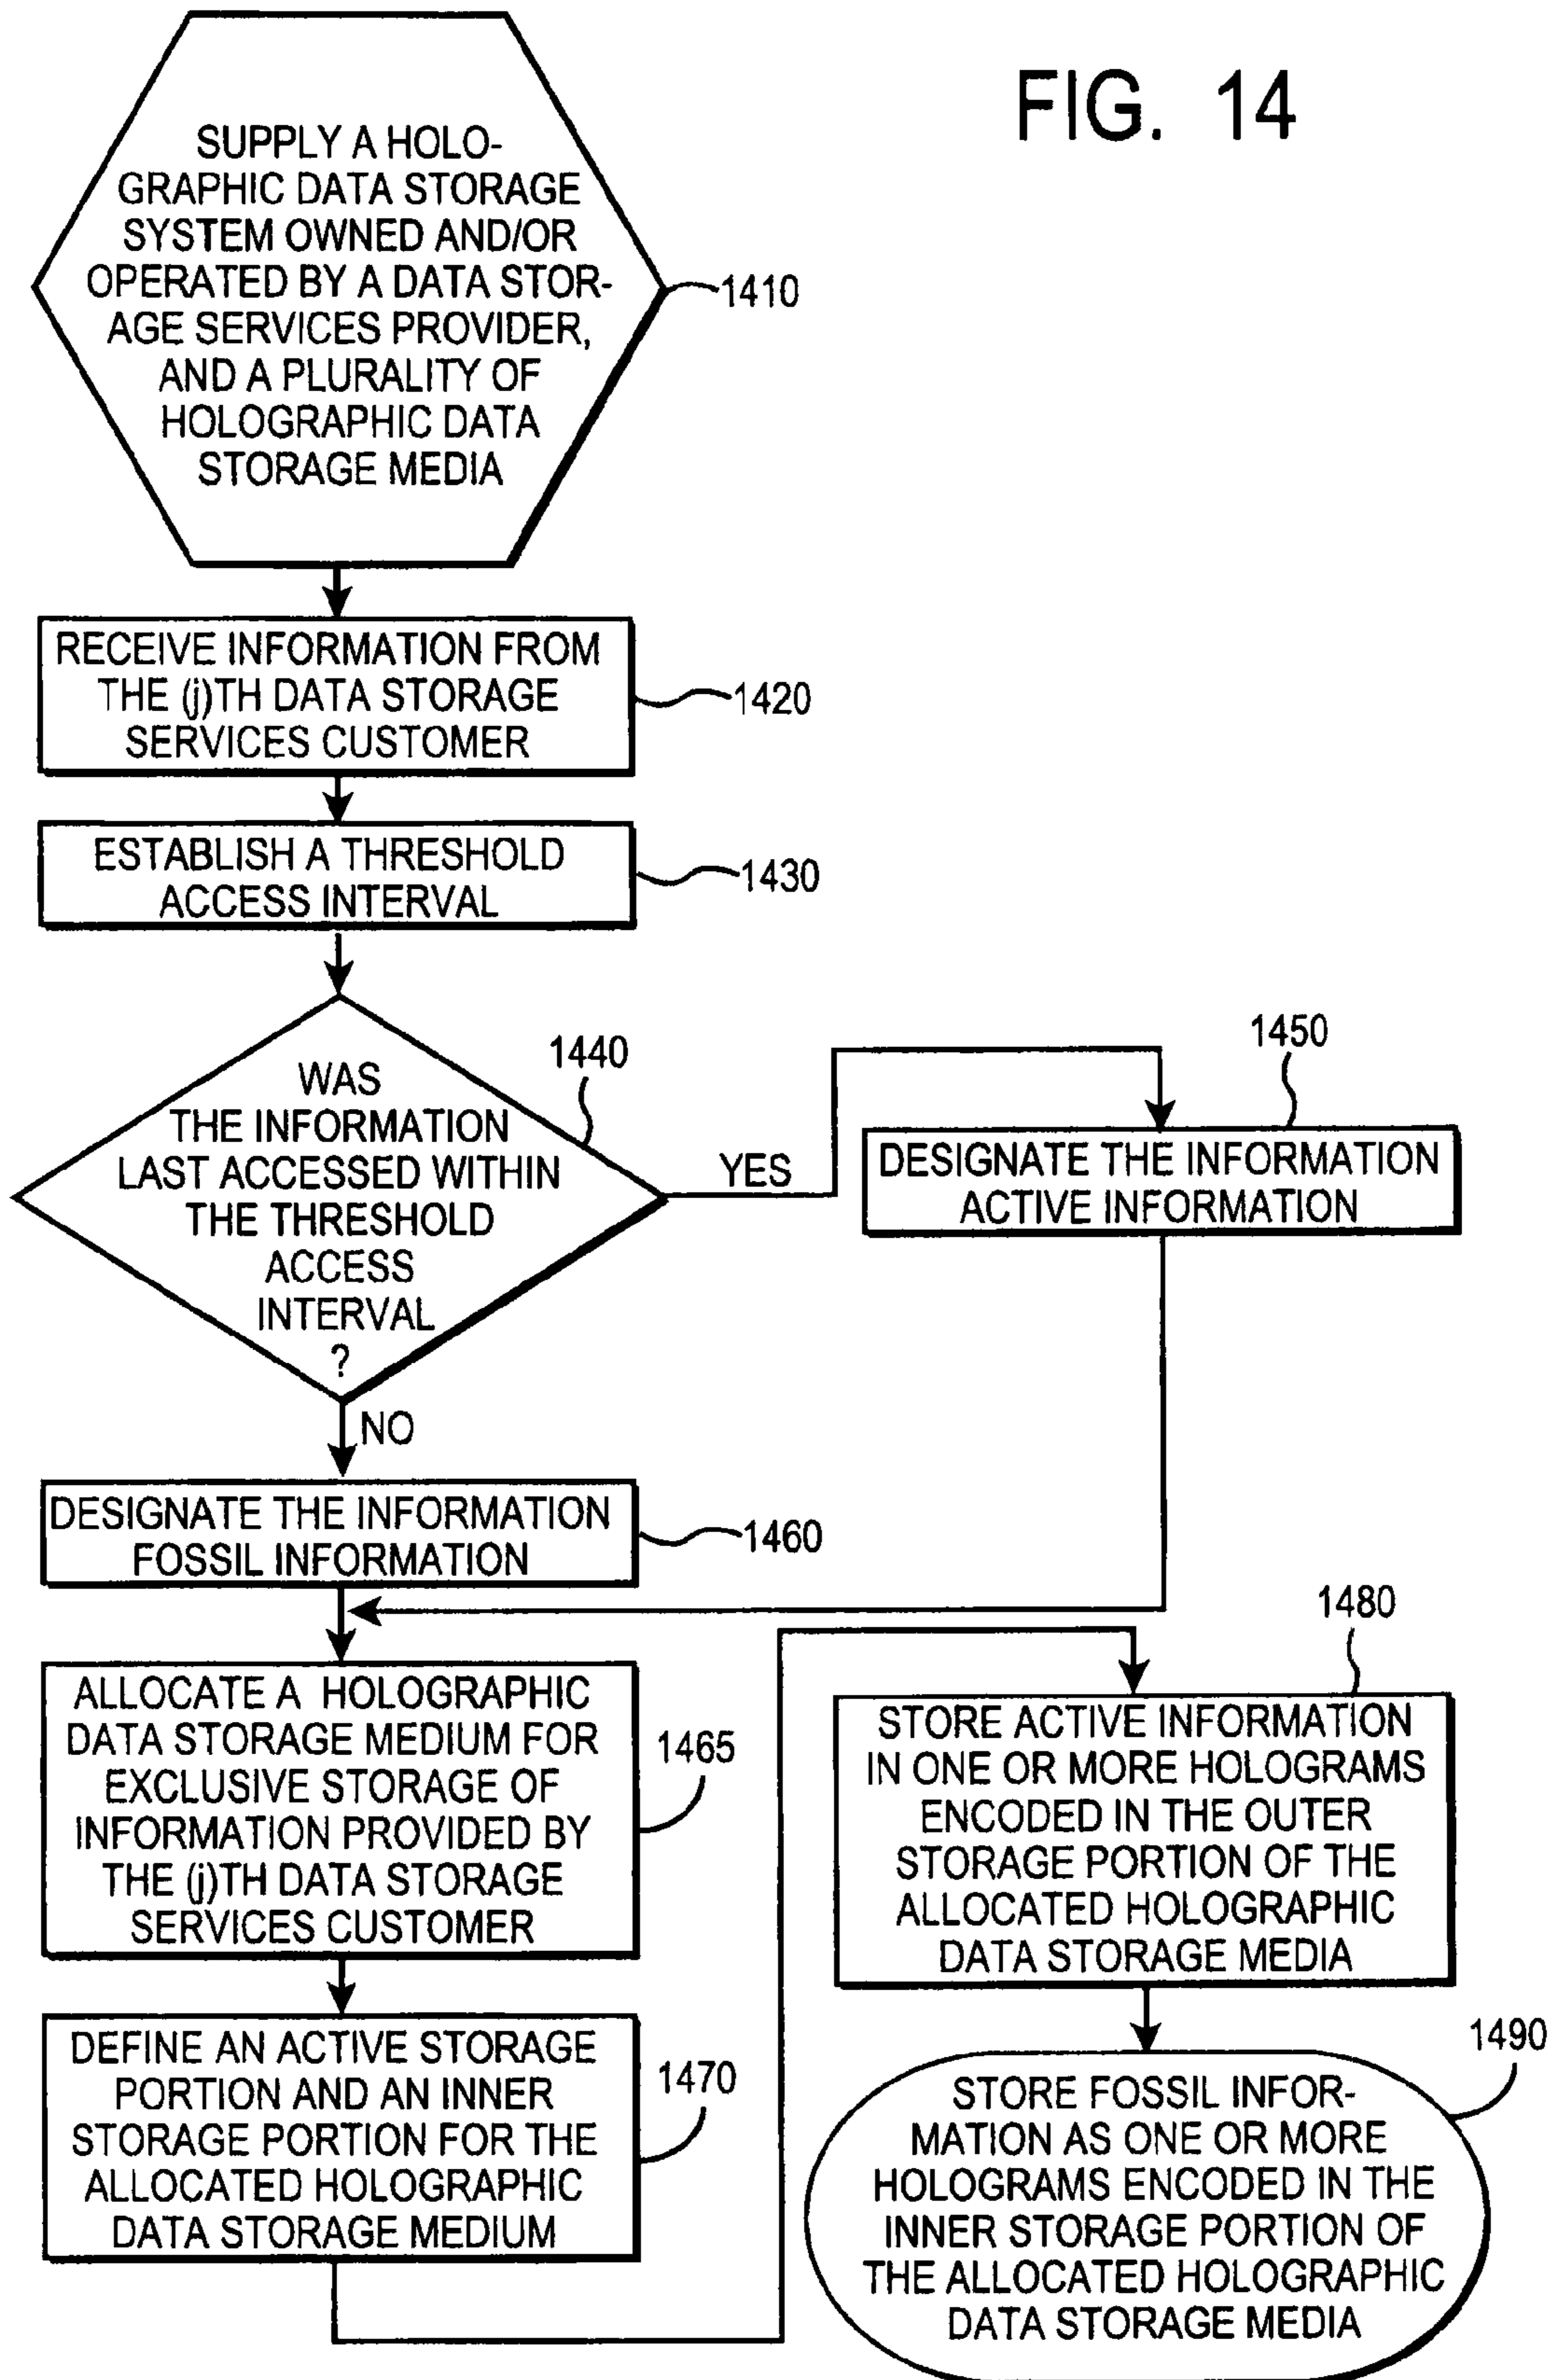 FIG. 14
SUPPLY A HOLO-
GRAPHIC DATA STORAGE
SYSTEM OWNED AND/OR
OPERATED BY A DATA STOR-
AGE SERVICES PROVIDER,
AND A PLURALITY OF
HOLOGRAPHIC DATA
STORAGE MEDIA
1410
RECEIVE INFORMATION FROM
THE (j)TH DATA STORAGE
SERVICES CUSTOMER
1420
ESTABLISH A THRESHOLD
ACCESS INTERVAL
1430
WAS
THE INFORMATION
LAST ACCESSED WITHIN
THE THRESHOLD
ACCESS
INTERVAL
?
1440
YES
NO
1450
DESIGNATE THE INFORMATION
ACTIVE INFORMATION
DESIGNATE THE INFORMATION
FOSSIL INFORMATION
1460
ALLOCATE A HOLOGRAPHIC
DATA STORAGE MEDIUM FOR
EXCLUSIVE STORAGE OF
INFORMATION PROVIDED BY
THE (j)TH DATA STORAGE
SERVICES CUSTOMER
1465
DEFINE AN ACTIVE STORAGE
PORTION AND AN INNER
STORAGE PORTION FOR THE
ALLOCATED HOLOGRAPHIC
DATA STORAGE MEDIUM
1470
1480
STORE ACTIVE INFORMATION
IN ONE OR MORE HOLOGRAMS
ENCODED IN THE OUTER
STORAGE PORTION OF THE
ALLOCATED HOLOGRAPHIC
DATA STORAGE MEDIA
1490
STORE FOSSIL INFOR-
MATION AS ONE OR MORE
HOLOGRAMS ENCODED IN THE
INNER STORAGE PORTION OF
THE ALLOCATED HOLOGRAPHIC
DATA STORAGE MEDIA